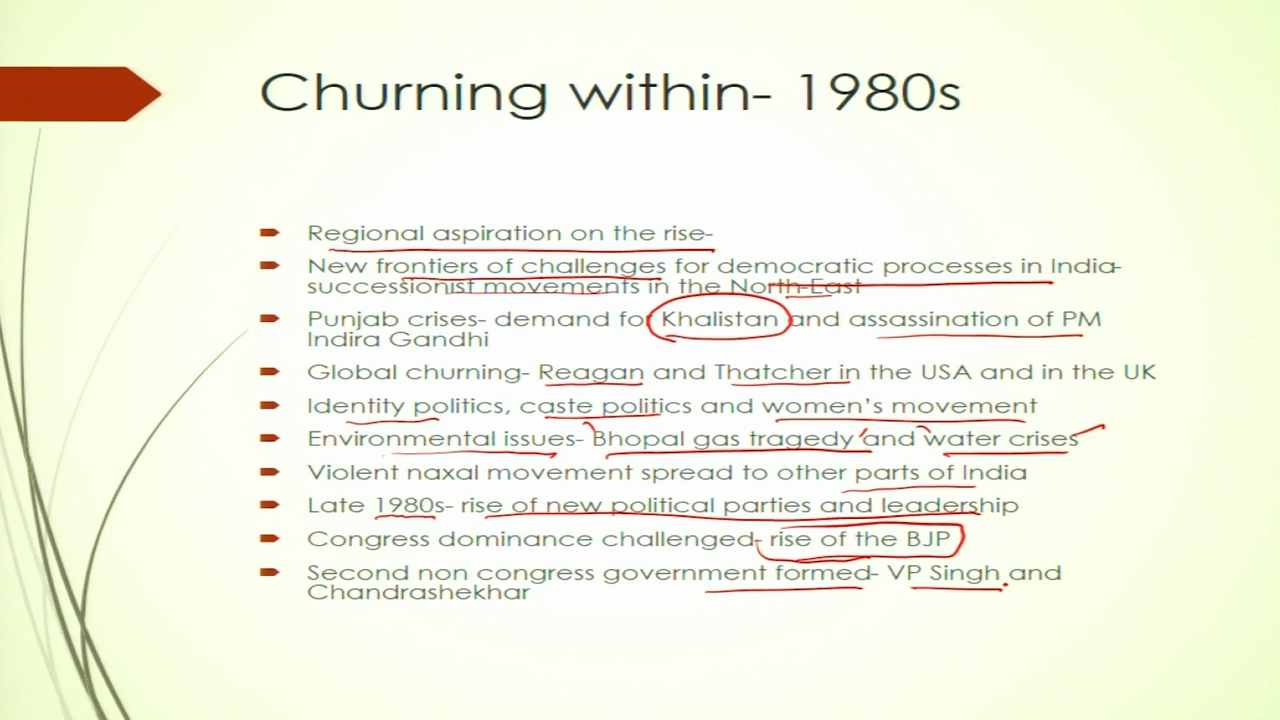 Churning within- 1980s
Regional aspiration on the rise-
New frontiers of challenges for democratic processes in India-
successionist movements in the North-East
Punjab crises- demand for Khalistan and assassination of PM
Indira Gandhi
Global churning- Reagan and Thatcher in the USA and in the UK
Identity politics, caste politics and women's movement
Environmental issues- Bhopal gas tragedy and water crises
Violent naxal movement spread to other parts of India
Late 1980s- rise of new political parties and leadership
Congress dominance challenged- rise of the BJP
Second non congress government formed- VP Singh and
Chandrashekhar